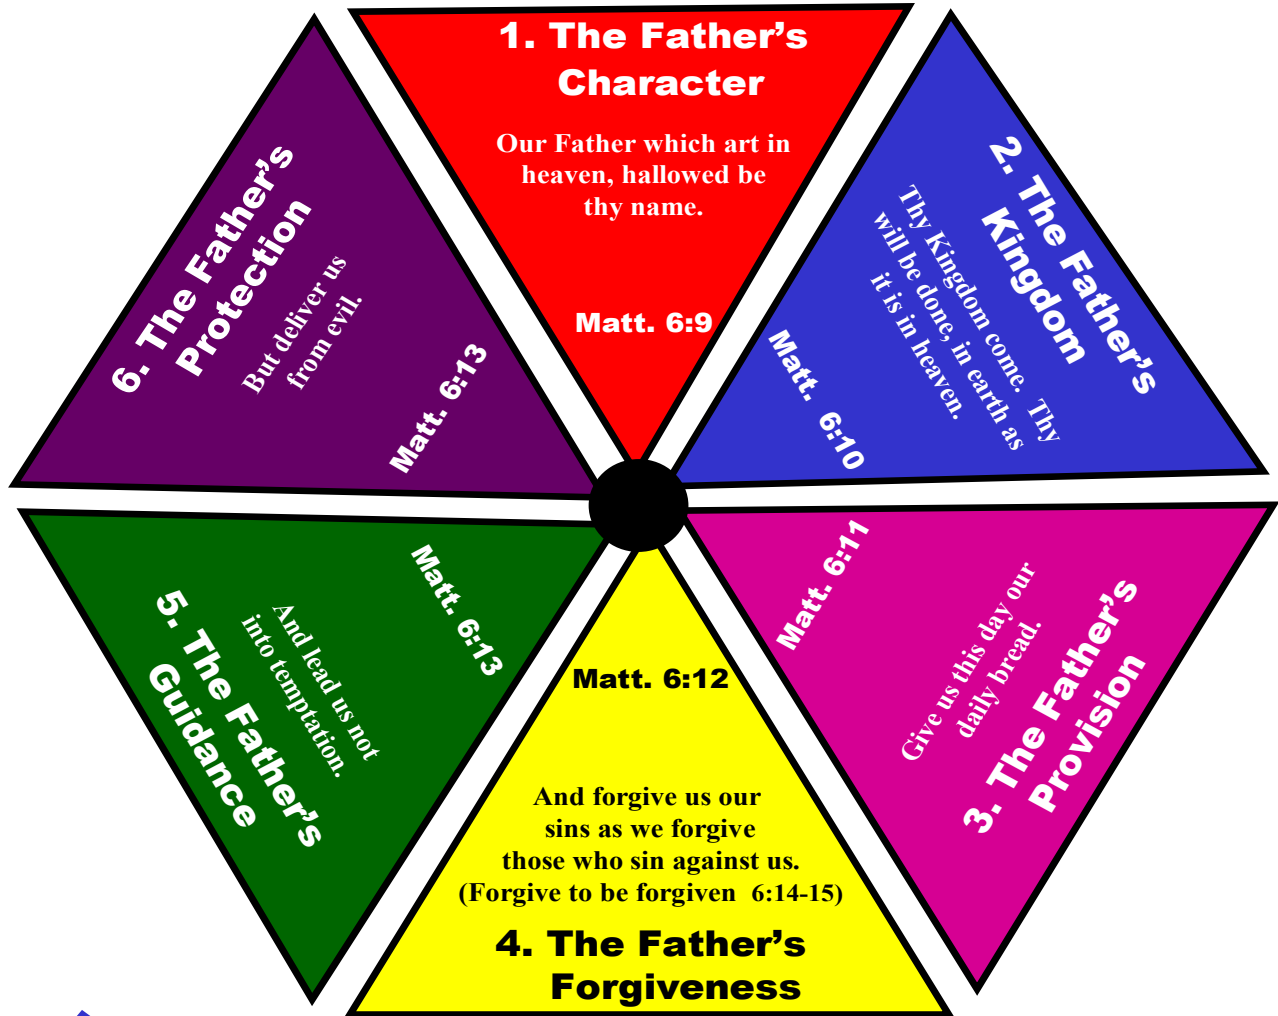 1. The Father’s
Character
Our Father which art in
heaven, hallowed be
thy name.
Matt. 6:9
2. The Father’s
Kingdom
Thy Kingdom come.  Thy
will be done, in earth as
it is in heaven.
Matt.  6:10
3. The Father’s
Provision
Give us this day our
daily bread.
Matt. 6:11
Matt. 6:12
And forgive us our
sins as we forgive
those who sin against us.
(Forgive to be forgiven  6:14-15)
4. The Father’s
Forgiveness
5. The Father’s
Guidance
And lead us not
into temptation.
Matt. 6:13
6. The Father’s
Protection
But deliver us
from evil.
Matt. 6:13